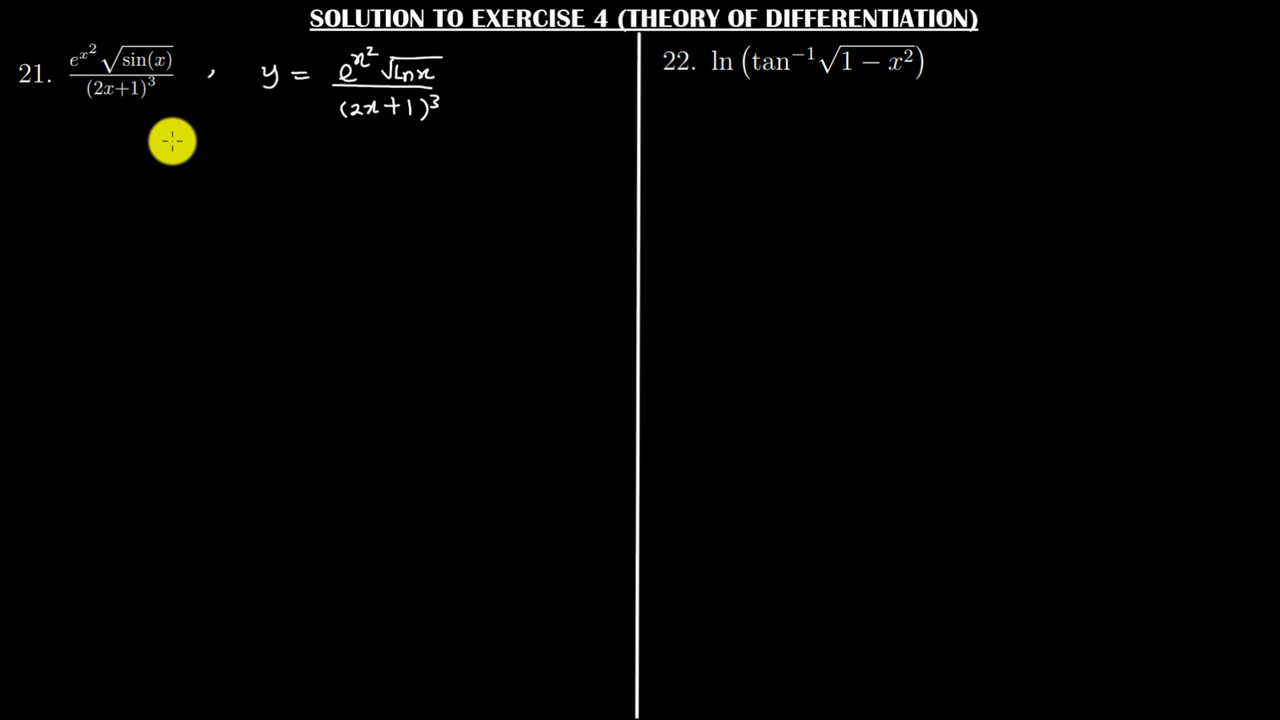 SOLUTION TO EXERCISE 4 (THEORY OF DIFFERENTIATION)
21. e^{x^2} √sin(x) / (2x+1)^3 , y = e^{x^2} √lnx / (2x+1)^3
22. ln (tan^{-1} √(1 − x^2))